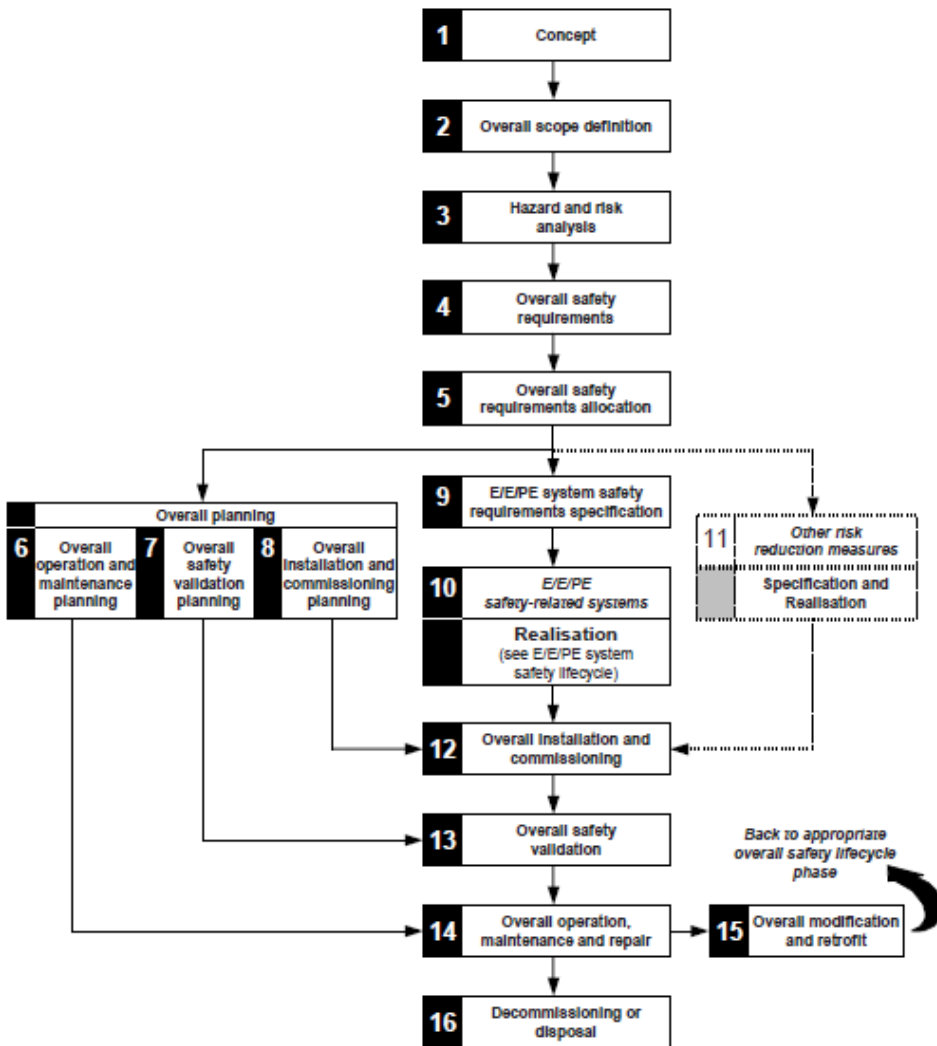 1
Concept
2
Overall scope definition
3
Hazard and risk
analysis
4
Overall safety
requirements
5
Overall safety
requirements allocation
Overall planning
6
Overall
operation and
maintenance
planning
7
Overall
safety
validation
planning
8
Overall
installation and
commissioning
planning
9
E/E/PE system safety
requirements specification
10
E/E/PE
safety-related systems
Realisation
(see E/E/PE system
safety lifecycle)
11
Other risk
reduction measures
Specification and
Realisation
12
Overall installation and
commissioning
13
Overall safety
validation
Back to appropriate
overall safety lifecycle
phase
14
Overall operation,
maintenance and repair
15
Overall modification
and retrofit
16
Decommissioning or
disposal